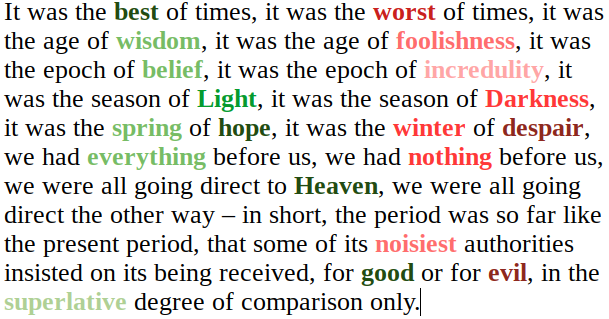 It was the best of times, it was the worst of times, it was
the age of wisdom, it was the age of foolishness, it was
the epoch of belief, it was the epoch of incredulity, it
was the season of Light, it was the season of Darkness,
it was the spring of hope, it was the winter of despair,
we had everything before us, we had nothing before us,
we were all going direct to Heaven, we were all going
direct the other way – in short, the period was so far like
the present period, that some of its noisiest authorities
insisted on its being received, for good or for evil, in the
superlative degree of comparison only.